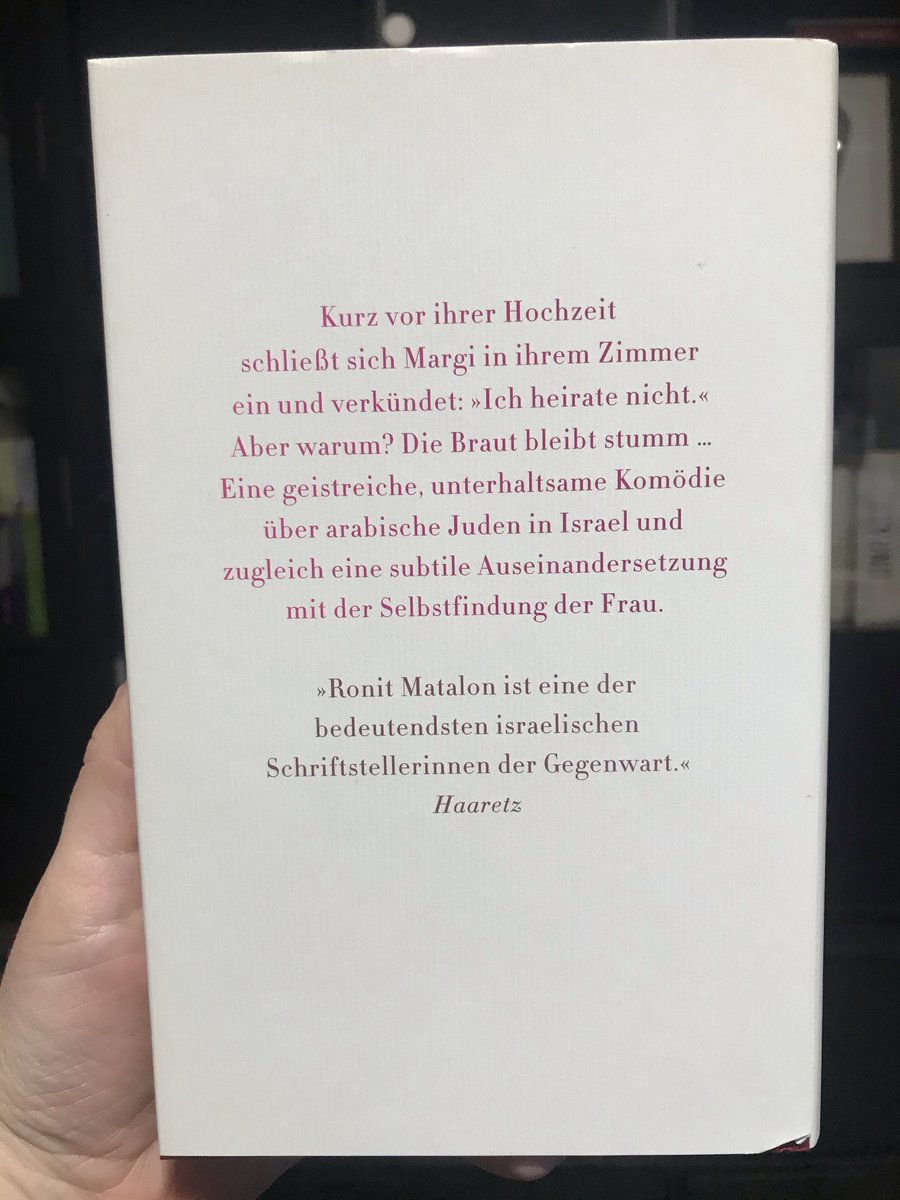 Kurz vor ihrer Hochzeit
schließt sich Margi in ihrem Zimmer
ein und verkündet: »Ich heirate nicht.«
Aber warum? Die Braut bleibt stumm ...
Eine geistreiche, unterhaltsame Komödie
über arabische Juden in Israel und
zugleich eine subtile Auseinandersetzung
mit der Selbstfindung der Frau.
»Ronit Matalon ist eine der
bedeutendsten israelischen
Schriftstellerinnen der Gegenwart.«
Haaretz